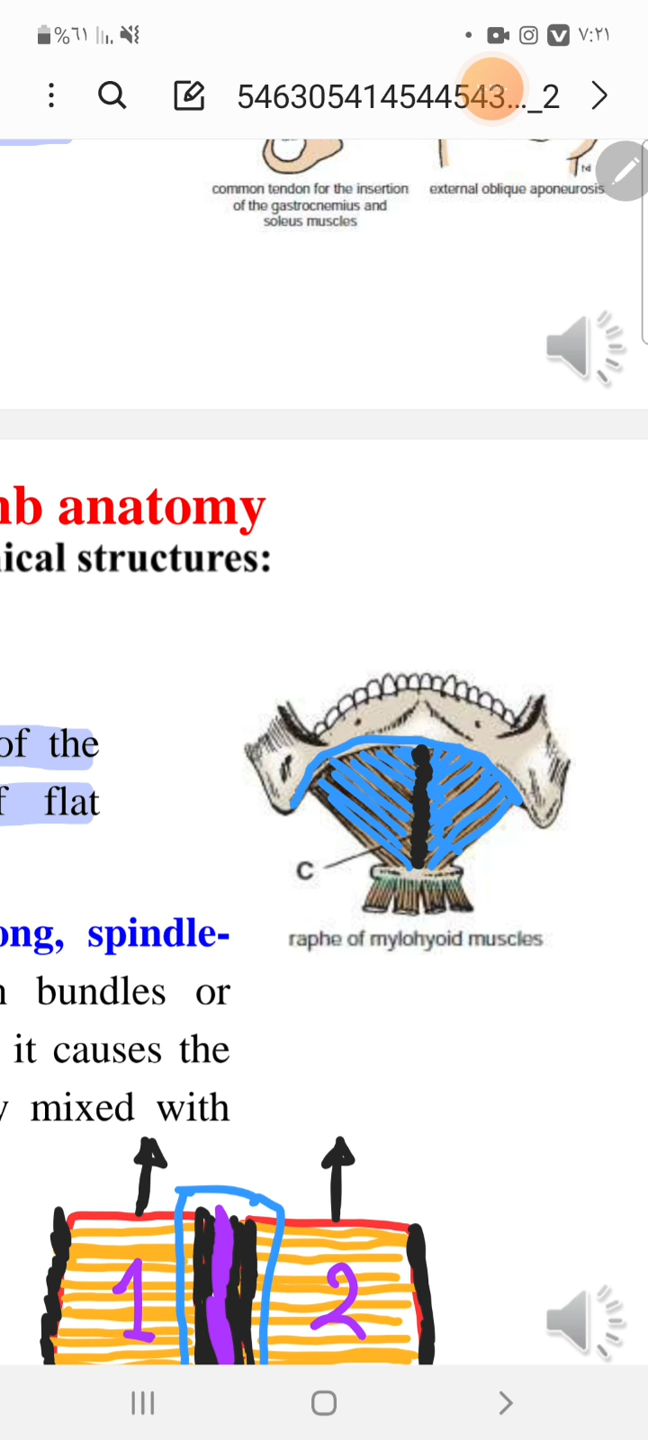 %٦١ ٧:٢١
546305414544543..._2
common tendon for the insertion
of the gastrocnemius and
soleus muscles
external oblique aponeurosis
nb anatomy
ical structures:
of the
f flat
C
ong, spindle-
raphe of mylohyoid muscles
n bundles or
it causes the
y mixed with
1 2